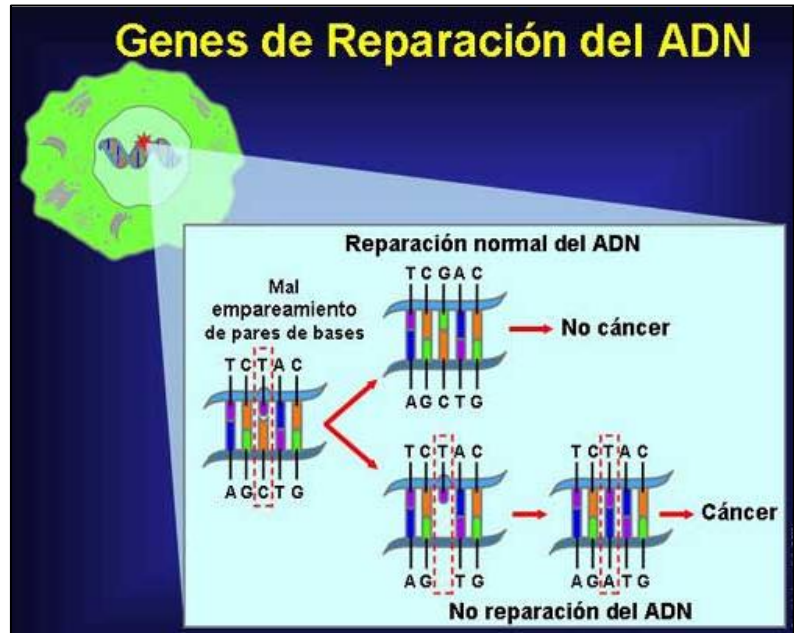 Genes de Reparación del ADN
Reparación normal del ADN
Mal
empareamiento
de pares de bases
T C T A C
A G C T G
T C G A C
A G C T G
No cáncer
T C T A C
A G T G
T C T A C
A G A T G
Cáncer
No reparación del ADN